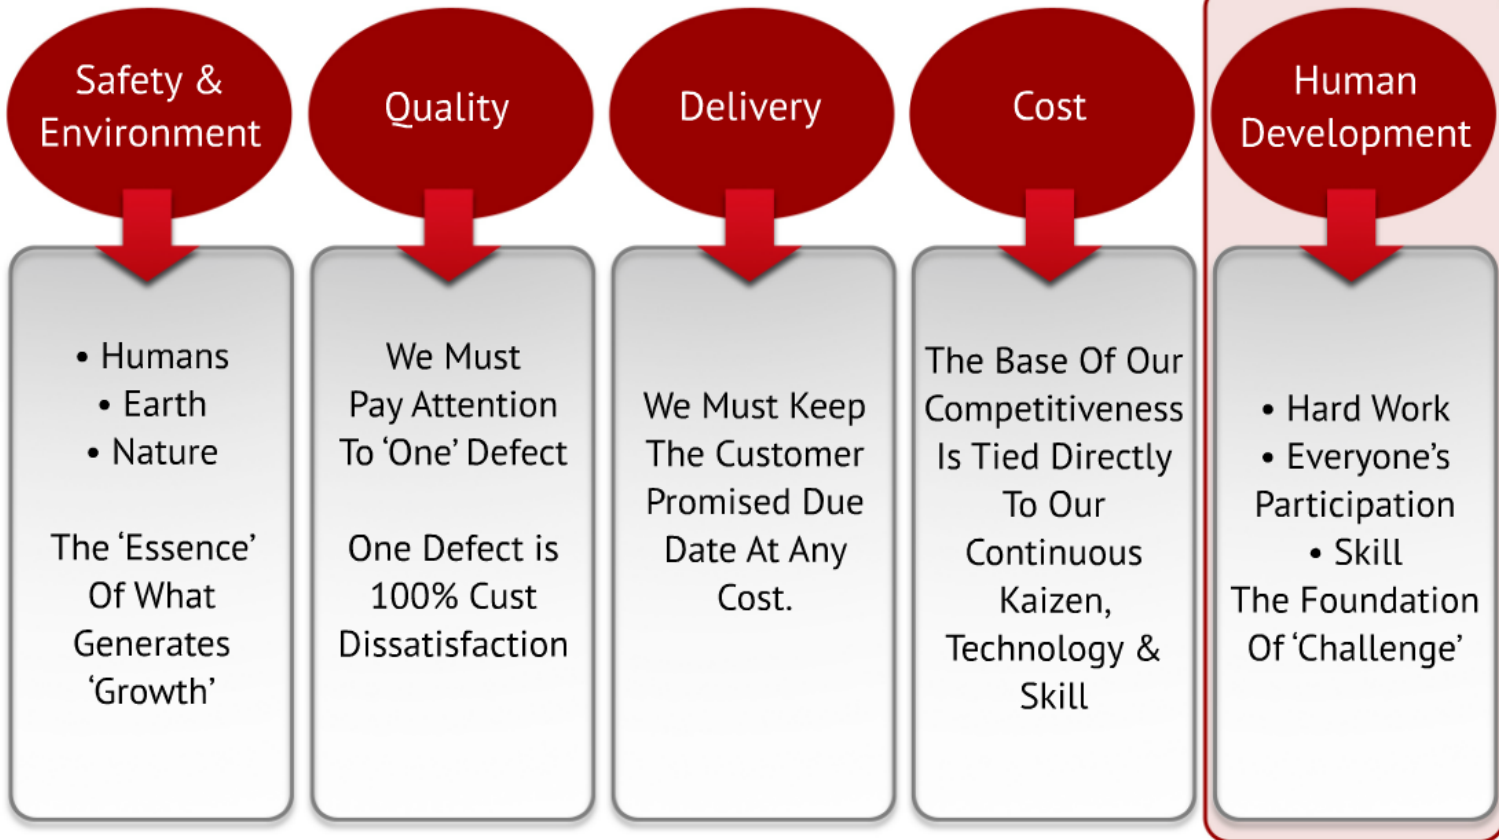 Safety &
Environment
• Humans
• Earth
• Nature
The ‘Essence’
Of What
Generates
‘Growth’
Quality
We Must
Pay Attention
To ‘One’ Defect
One Defect is
100% Cust
Dissatisfaction
Delivery
We Must Keep
The Customer
Promised Due
Date At Any
Cost.
Cost
The Base Of Our
Competitiveness
Is Tied Directly
To Our
Continuous
Kaizen,
Technology &
Skill
Human
Development
• Hard Work
• Everyone’s
Participation
• Skill
The Foundation
Of ‘Challenge’